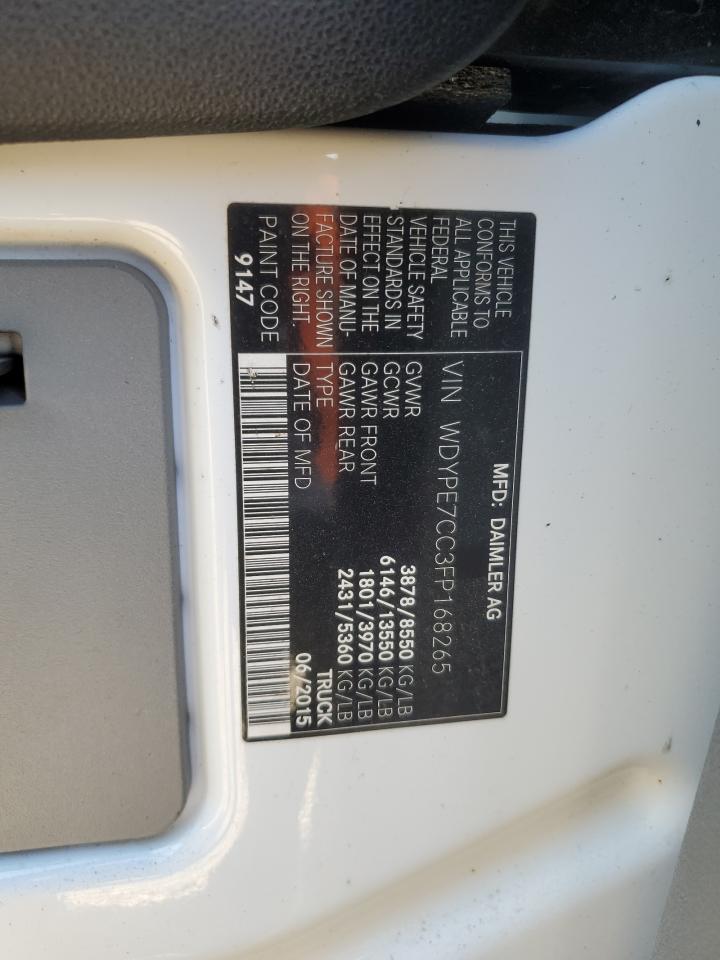 MFD: DAIMLER AG
VIN WDYPE7CC3FP168265
THIS VEHICLE
CONFORMS TO
ALL APPLICABLE
FEDERAL
VEHICLE SAFETY
STANDARDS IN
EFFECT ON THE
DATE OF MANU-
FACTURE SHOWN
ON THE RIGHT
GVWR 3878/8550 KG/LB
GCWR 6146/13550 KG/LB
GAWR FRONT 1801/3970 KG/LB
GAWR REAR 2431/5360 KG/LB
TYPE TRUCK
DATE OF MFD 06/2015
PAINT CODE
9147